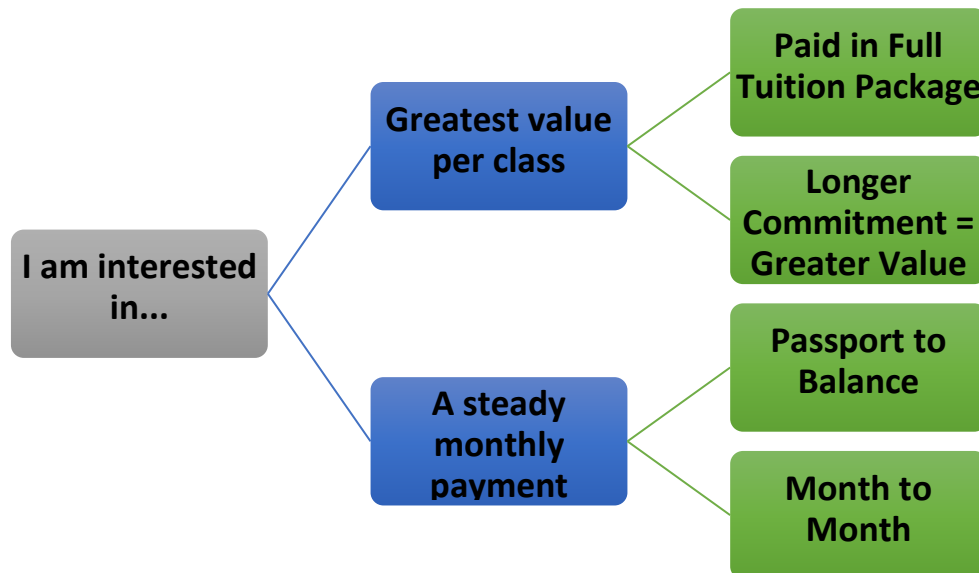 I am interested
in...
Greatest value
per class
Paid in Full
Tuition Package
Longer
Commitment =
Greater Value
A steady
monthly
payment
Passport to
Balance
Month to
Month